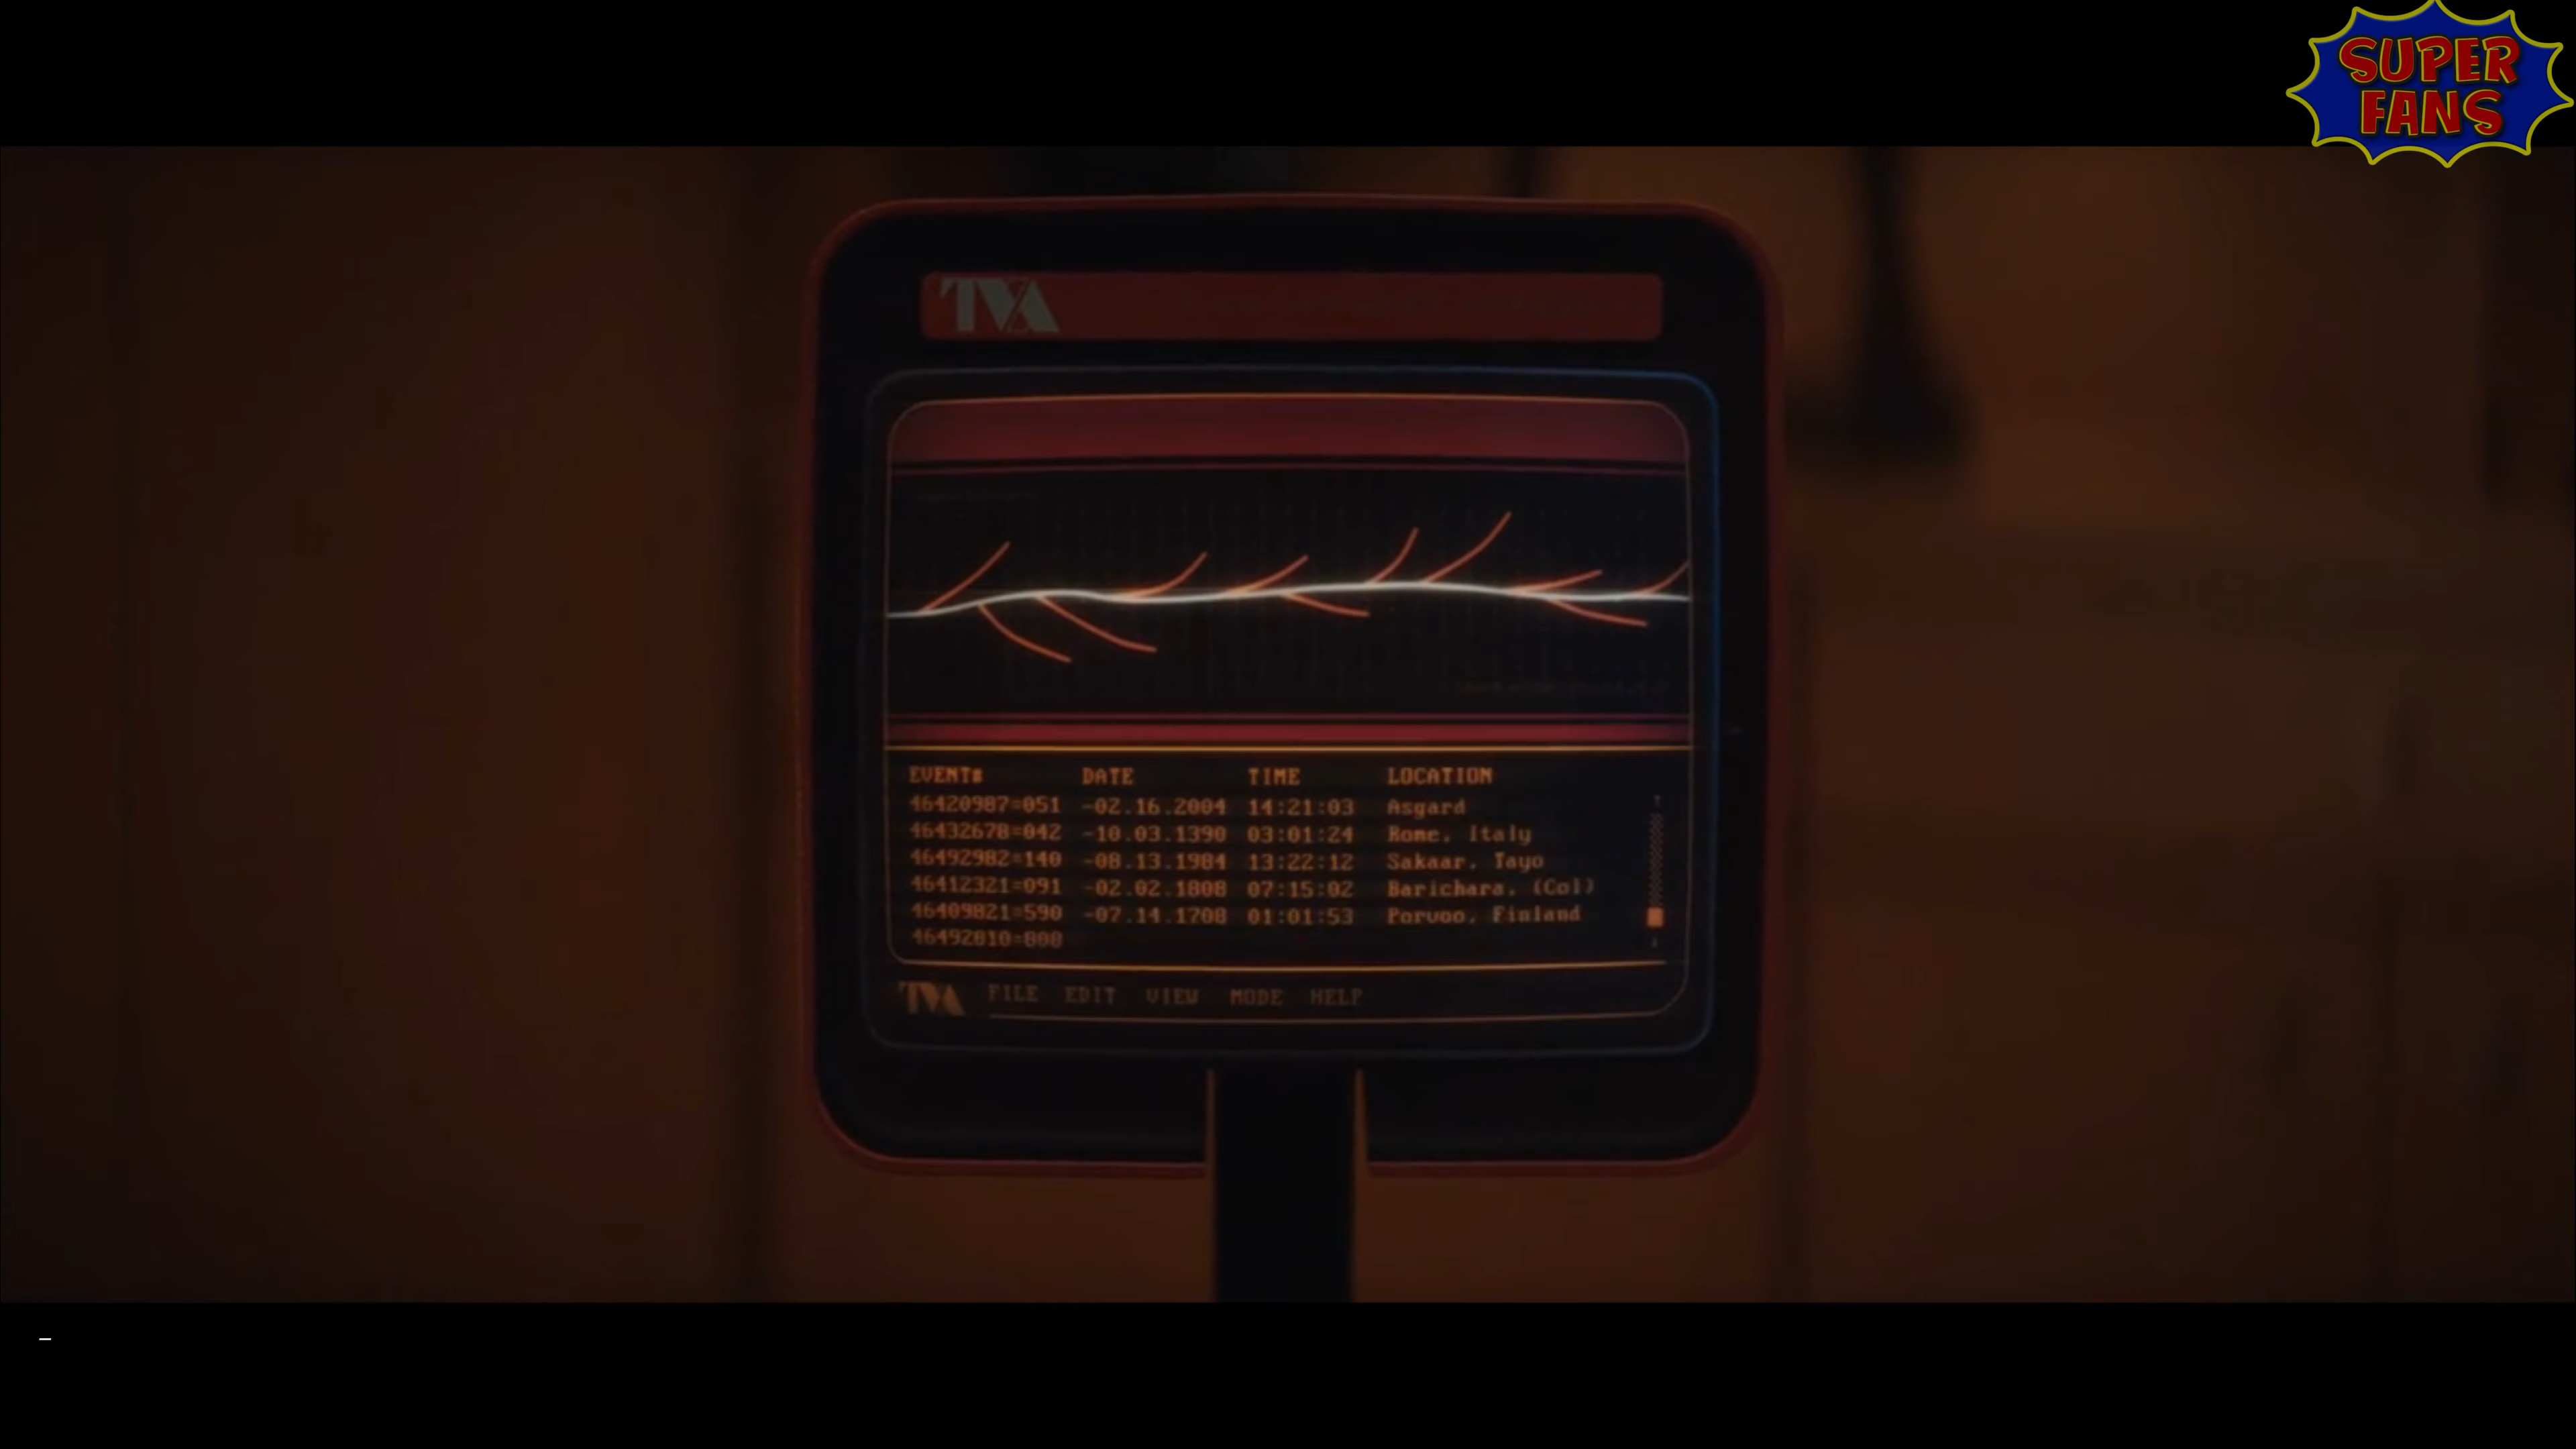 SUPER
FANS
TVA
EVENT# DATE TIME LOCATION
46420987=051 -02.16.2004 14:21:03 Asgard
46432678=042 -10.03.1390 03:01:24 Rome, Italy
46492982=140 -08.13.1984 13:22:12 Sakaar, Tayo
46412321=091 -02.02.1808 07:15:02 Barichara, (Col)
46409821=590 -07.14.1708 01:01:53 Porvoo, Finland
46492810=808
TVA FILE EDIT VIEW MODE HELP